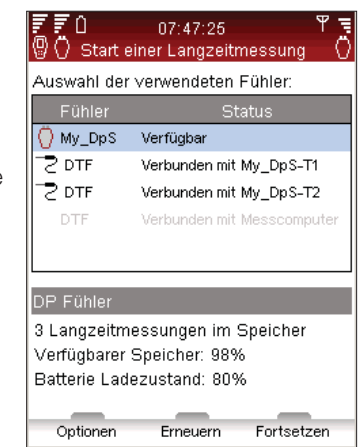 07:47:25
Start einer Langzeitmessung
Auswahl der verwendeten Fühler:
Fühler Status
My_DpS Verfügbar
DTF Verbunden mit My_DpS-T1
DTF Verbunden mit My_DpS-T2
DTF Verbunden mit Messcomputer
e
DP Fühler
3 Langzeitmessungen im Speicher
Verfügbarer Speicher: 98%
Batterie Ladezustand: 80%
Optionen Erneuern Fortsetzen